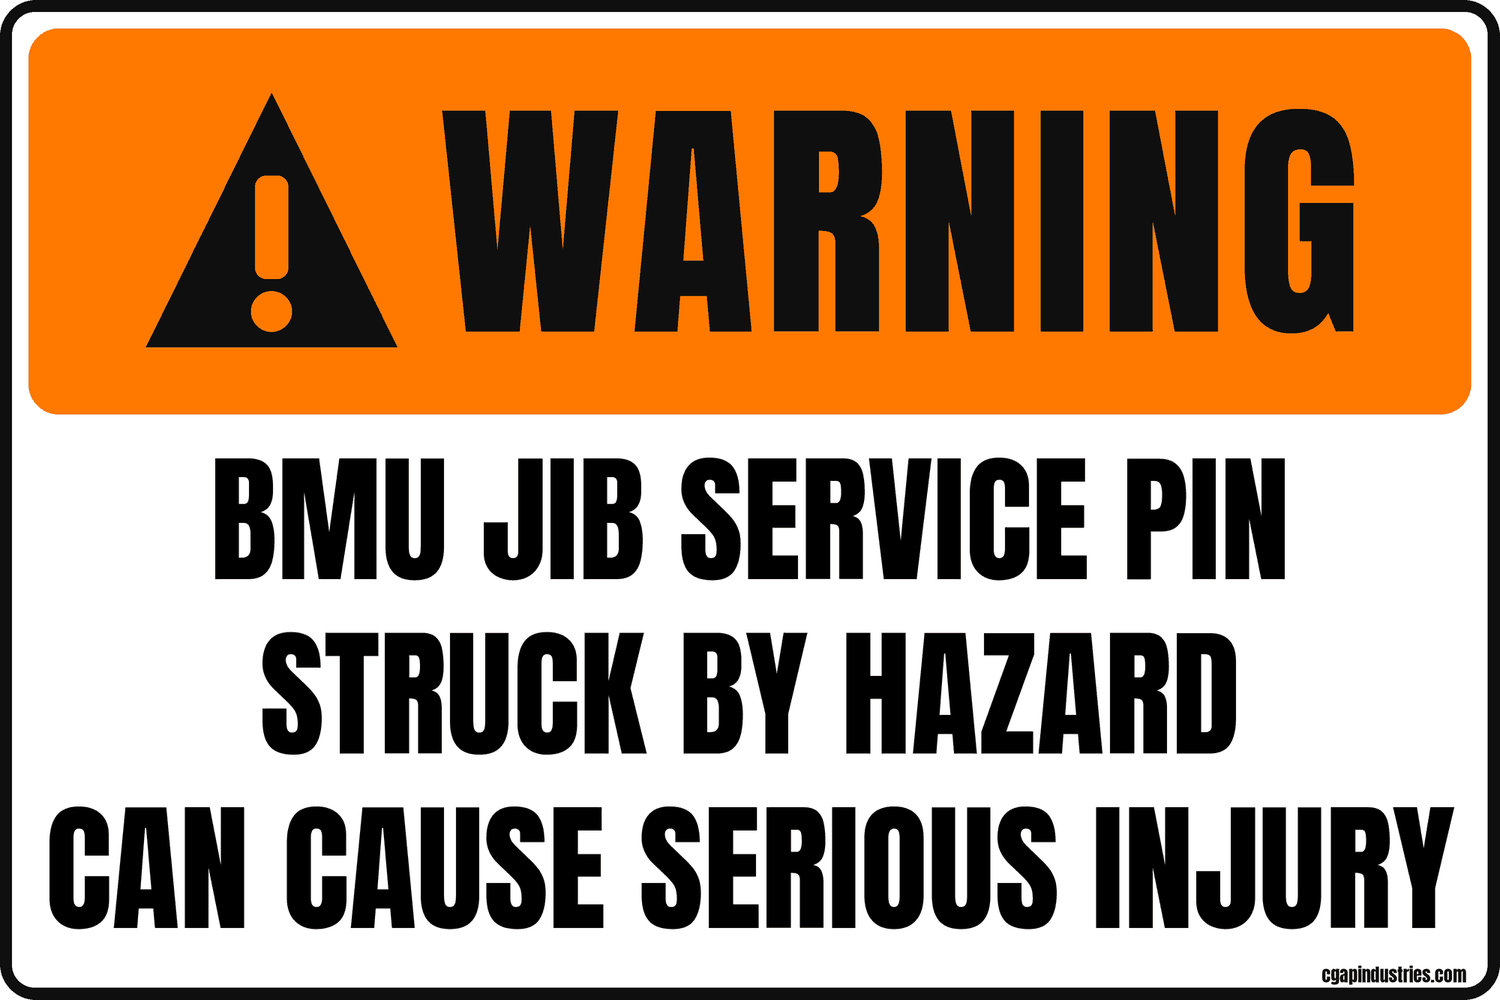 WARNING
BMU JIB SERVICE PIN
STRUCK BY HAZARD
CAN CAUSE SERIOUS INJURY
cgapindustries.com